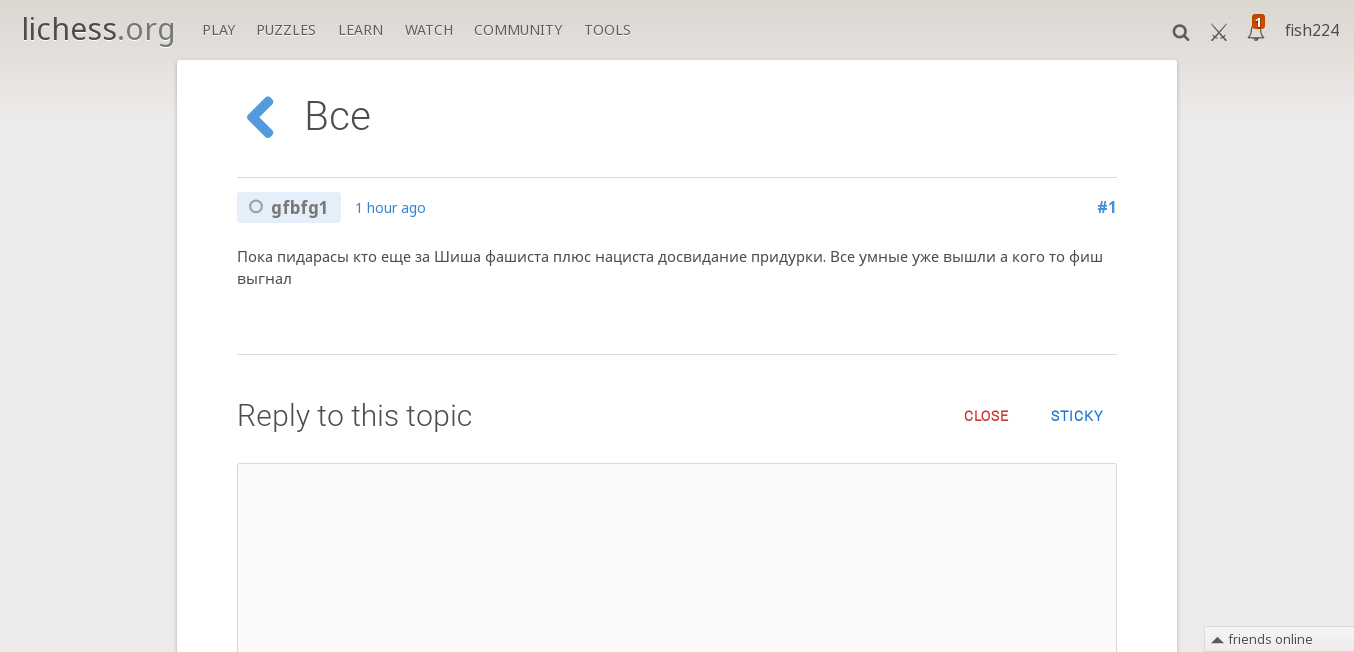 lichess.org PLAY PUZZLES LEARN WATCH COMMUNITY TOOLS 1 fish224
Все
gfbfg1 1 hour ago #1
Пока пидарасы кто еще за Шиша фашиста плюс нациста досвидание придурки. Все умные уже вышли а кого то фиш
выгнал
Reply to this topic CLOSE STICKY
friends online